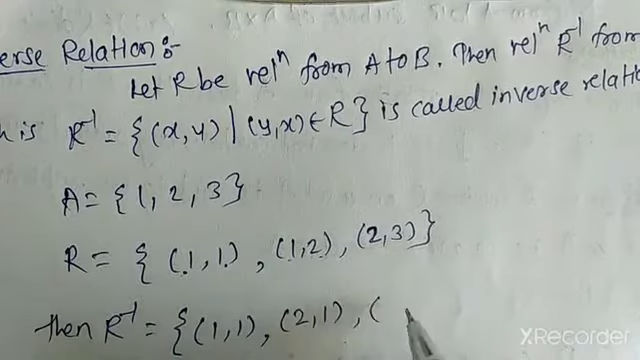 erse Relation :-
Let R be relⁿ from A to B. Then relⁿ R⁻¹ from
h is R⁻¹ = {(x,y) | (y,x) ∈ R} is called inverse relatio
A = {1, 2, 3}
R = { (1,1) , (1,2) , (2,3)}
then R⁻¹ = {(1,1), (2,1) , (
XRecorder